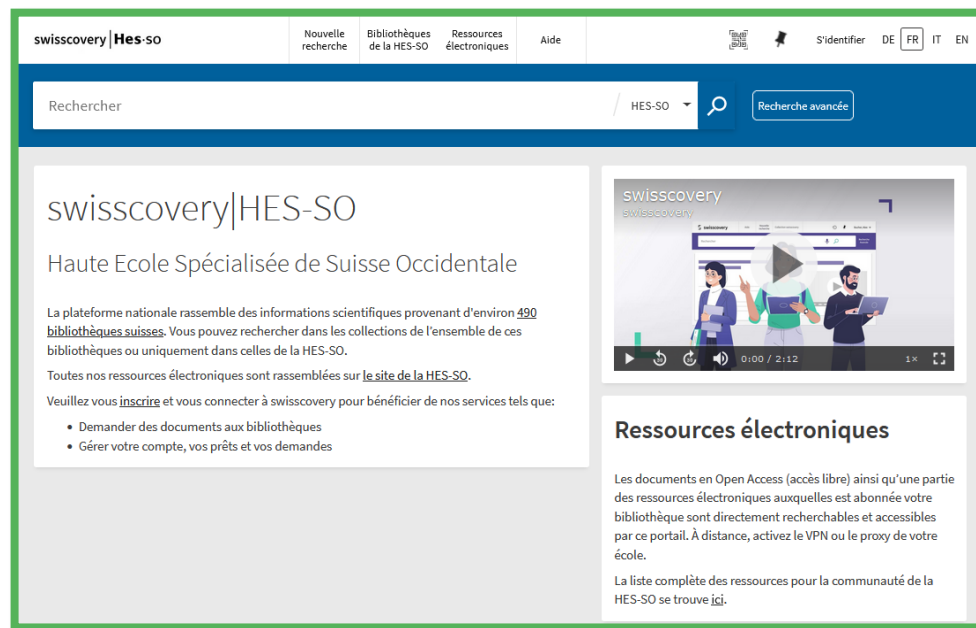 swisscovery|Hes·so
Nouvelle
recherche
Bibliothèques
de la HES-SO
Ressources
électroniques
Aide
S'identifier
DE FR IT EN
Rechercher
HES-SO
Recherche avancée
swisscovery|HES-SO
Haute Ecole Spécialisée de Suisse Occidentale
La plateforme nationale rassemble des informations scientifiques provenant d'environ 490
bibliothèques suisses. Vous pouvez rechercher dans les collections de l'ensemble de ces
bibliothèques ou uniquement dans celles de la HES-SO.
Toutes nos ressources électroniques sont rassemblées sur le site de la HES-SO.
Veuillez vous inscrire et vous connecter à swisscovery pour bénéficier de nos services tels que:
• Demander des documents aux bibliothèques
• Gérer votre compte, vos prêts et vos demandes
swisscovery
swisscovery
swisscovery
0:00 / 2:12
1×
Ressources électroniques
Les documents en Open Access (accès libre) ainsi qu'une partie
des ressources électroniques auxquelles est abonnée votre
bibliothèque sont directement recherchables et accessibles
par ce portail. À distance, activez le VPN ou le proxy de votre
école.
La liste complète des ressources pour la communauté de la
HES-SO se trouve ici.